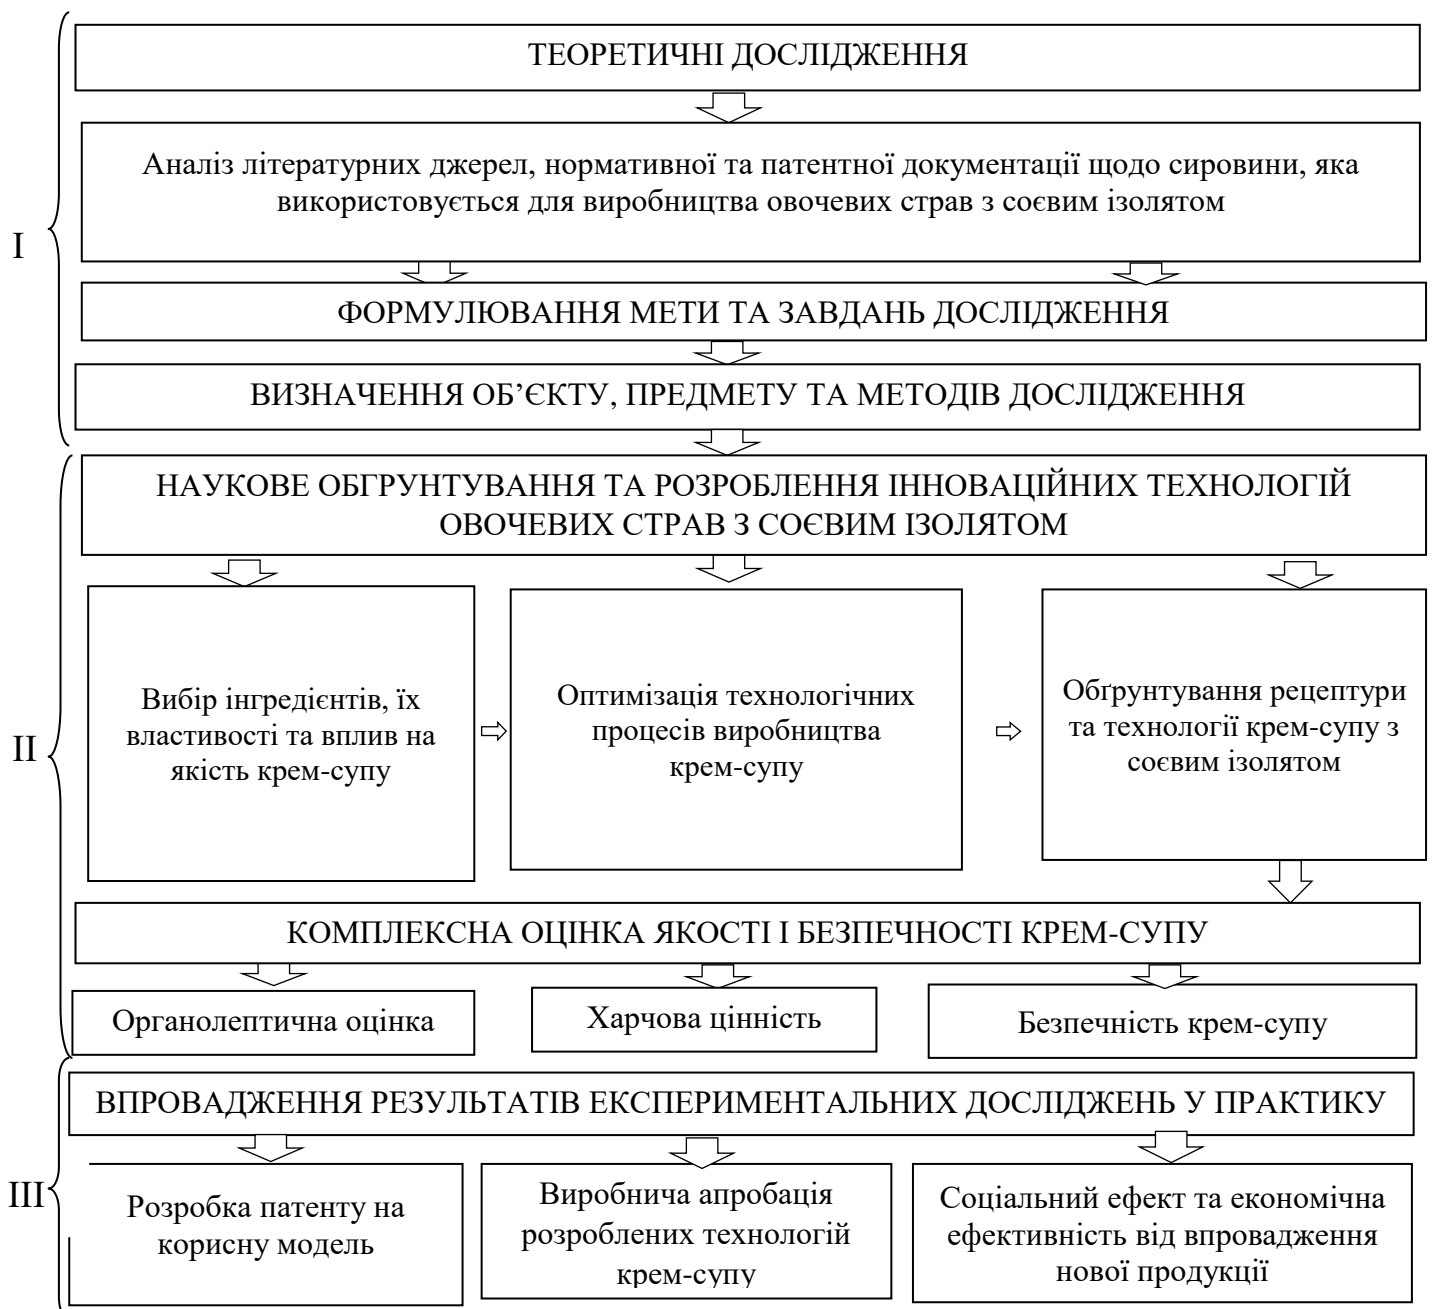 ТЕОРЕТИЧНІ ДОСЛІДЖЕННЯ
Аналіз літературних джерел, нормативної та патентної документації щодо сировини, яка
використовується для виробництва овочевих страв з соєвим ізолятом
I
ФОРМУЛЮВАННЯ МЕТИ ТА ЗАВДАНЬ ДОСЛІДЖЕННЯ
ВИЗНАЧЕННЯ ОБ’ЄКТУ, ПРЕДМЕТУ ТА МЕТОДІВ ДОСЛІДЖЕННЯ
НАУКОВЕ ОБГРУНТУВАННЯ ТА РОЗРОБЛЕННЯ ІННОВАЦІЙНИХ ТЕХНОЛОГІЙ
ОВОЧЕВИХ СТРАВ З СОЄВИМ ІЗОЛЯТОМ
II
Вибір інгредієнтів, їх
властивості та вплив на
якість крем-супу
Оптимізація технологічних
процесів виробництва
крем-супу
Обґрунтування рецептури
та технології крем-супу з
соєвим ізолятом
КОМПЛЕКСНА ОЦІНКА ЯКОСТІ І БЕЗПЕЧНОСТІ КРЕМ-СУПУ
Органолептична оцінка
Харчова цінність
Безпечність крем-супу
ВПРОВАДЖЕННЯ РЕЗУЛЬТАТІВ ЕКСПЕРИМЕНТАЛЬНИХ ДОСЛІДЖЕНЬ У ПРАКТИКУ
III
Розробка патенту на
корисну модель
Виробнича апробація
розроблених технологій
крем-супу
Соціальний ефект та економічна
ефективність від впровадження
нової продукції